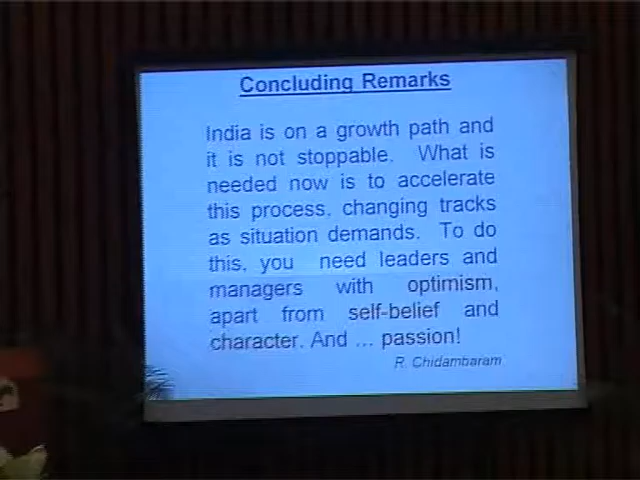 Concluding Remarks
India is on a growth path and
it is not stoppable. What is
needed now is to accelerate
this process, changing tracks
as situation demands. To do
this, you need leaders and
managers with optimism,
apart from self-belief and
character. And ... passion!
R. Chidambaram